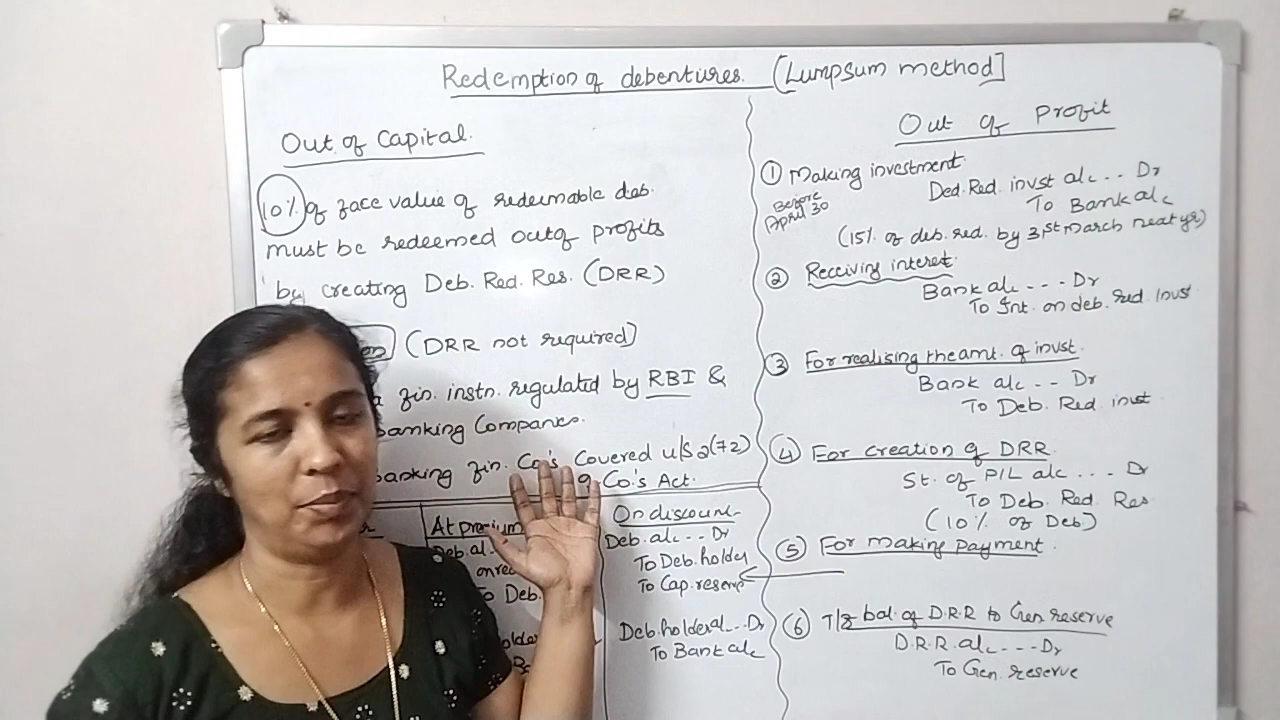 Redemption of debentures. (Lumpsum method]
Out of Capital.
10% of face value of redeemable deb.
must be redeemed out of profits
by creating Deb. Red. Res. (DRR)
(DRR not required]
fin. instn. regulated by RBI &
banking Companies.
banking fin. Co's Covered u/s 2(72)
of Co's Act.
At premium
Deb. al..
on red
To Deb.
holder
On discount
Deb. a/c .. Dr
To Deb. holder
To Cap. reserve
Deb. holder a/c ... Dr
To Bank a/c
Out of Profit
① Making investment
Before
April 30
Ded. Red. invst a/c .. Dr
To Bank a/c
(15% of deb. red. by 31st March next yr)
② Receiving interest
Bank a/c - - - Dr
To Int. on deb. red. invst
③ For realising the amt. of invst.
Bank a/c - - Dr
To Deb. Red. invst
④ For creation of DRR
St. of P/L a/c ... Dr
To Deb. Red. Res
(10% of Deb)
⑤ For making payment
⑥ T/f bal. of D.R.R to Gen. reserve
D.R.R. a/c - - - Dr
To Gen. reserve